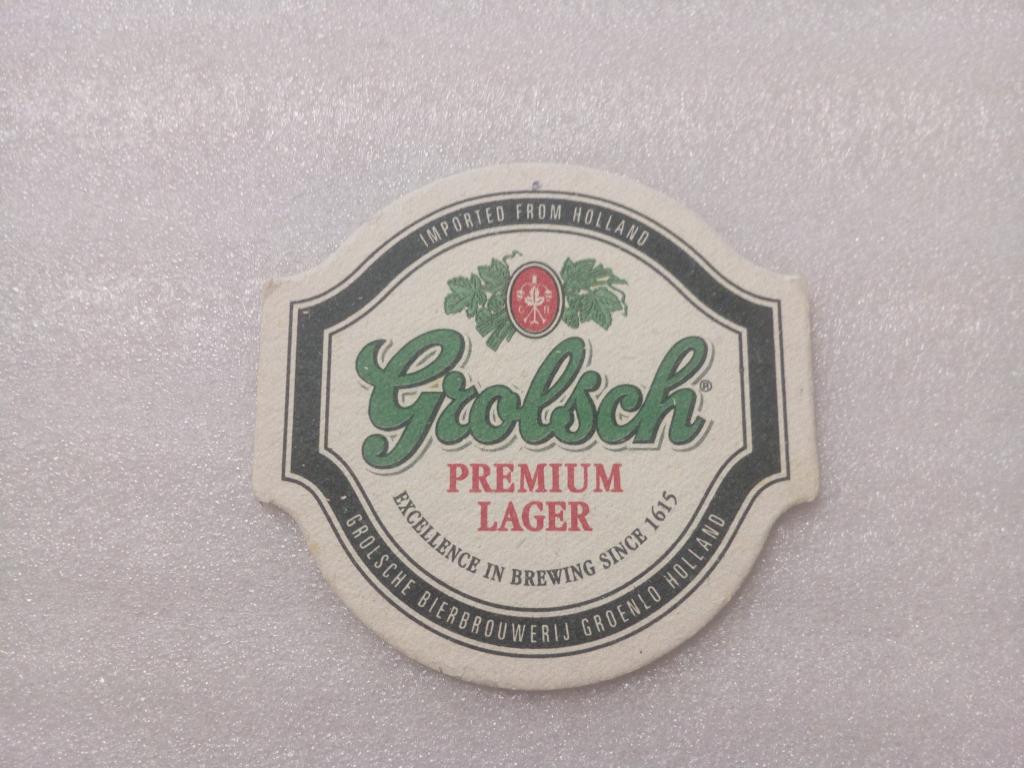 IMPORTED FROM HOLLAND
Grolsch®
PREMIUM
LAGER
EXCELLENCE IN BREWING SINCE 1615
GROLSCHE BIERBROUWERIJ GROENLO HOLLAND